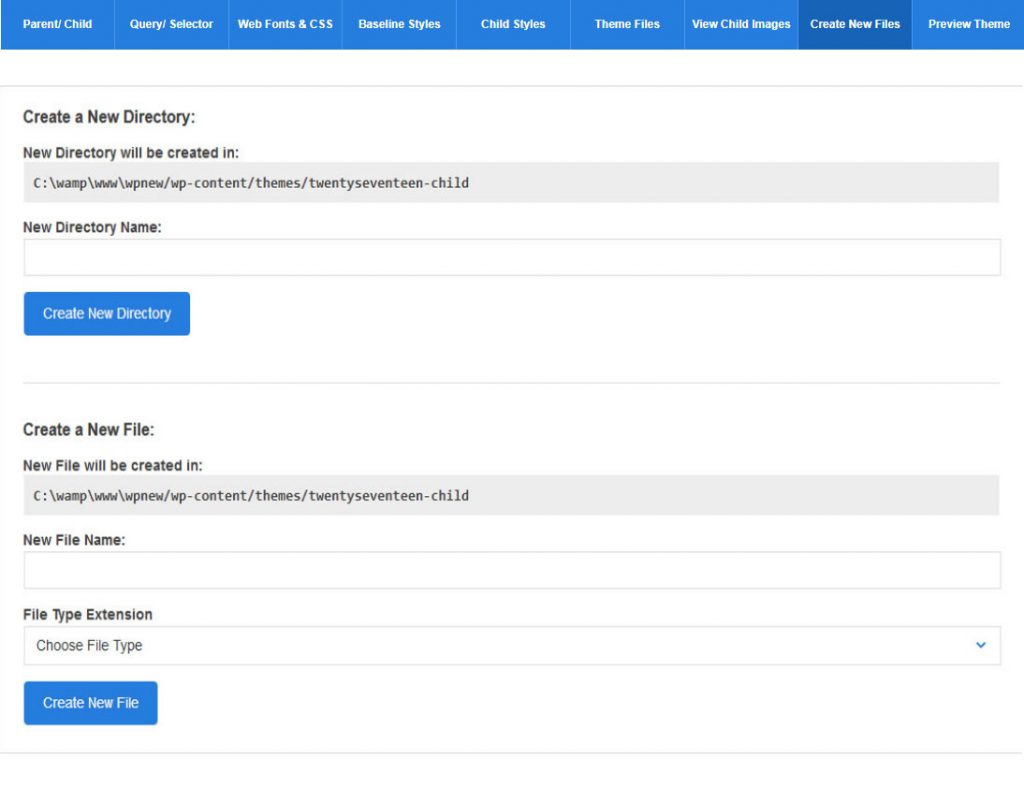 Parent/ Child Query/ Selector Web Fonts & CSS Baseline Styles Child Styles Theme Files View Child Images Create New Files Preview Theme
Create a New Directory:
New Directory will be created in:
C:\wamp\www\wpnew/wp-content/themes/twentyseventeen-child
New Directory Name:
Create New Directory
Create a New File:
New File will be created in:
C:\wamp\www\wpnew/wp-content/themes/twentyseventeen-child
New File Name:
File Type Extension
Choose File Type
Create New File